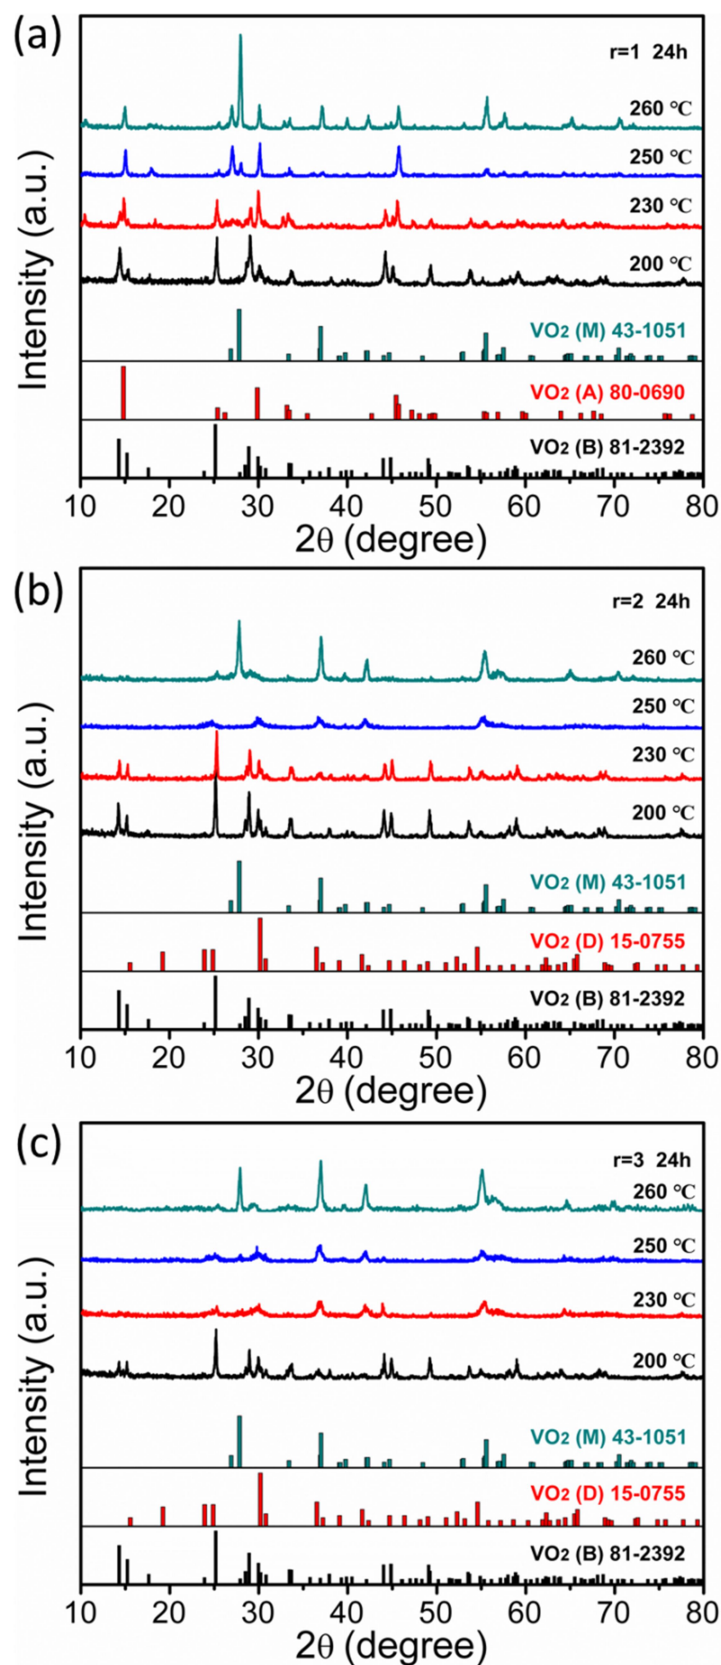 (a)
r=1 24h
260 ℃
250 ℃
230 ℃
200 ℃
VO₂ (M) 43-1051
VO₂ (A) 80-0690
VO₂ (B) 81-2392
Intensity (a.u.)
10 20 30 40 50 60 70 80
2θ (degree)
(b)
r=2 24h
260 ℃
250 ℃
230 ℃
200 ℃
VO₂ (M) 43-1051
VO₂ (D) 15-0755
VO₂ (B) 81-2392
Intensity (a.u.)
10 20 30 40 50 60 70 80
2θ (degree)
(c)
r=3 24h
260 ℃
250 ℃
230 ℃
200 ℃
VO₂ (M) 43-1051
VO₂ (D) 15-0755
VO₂ (B) 81-2392
Intensity (a.u.)
10 20 30 40 50 60 70 80
2θ (degree)